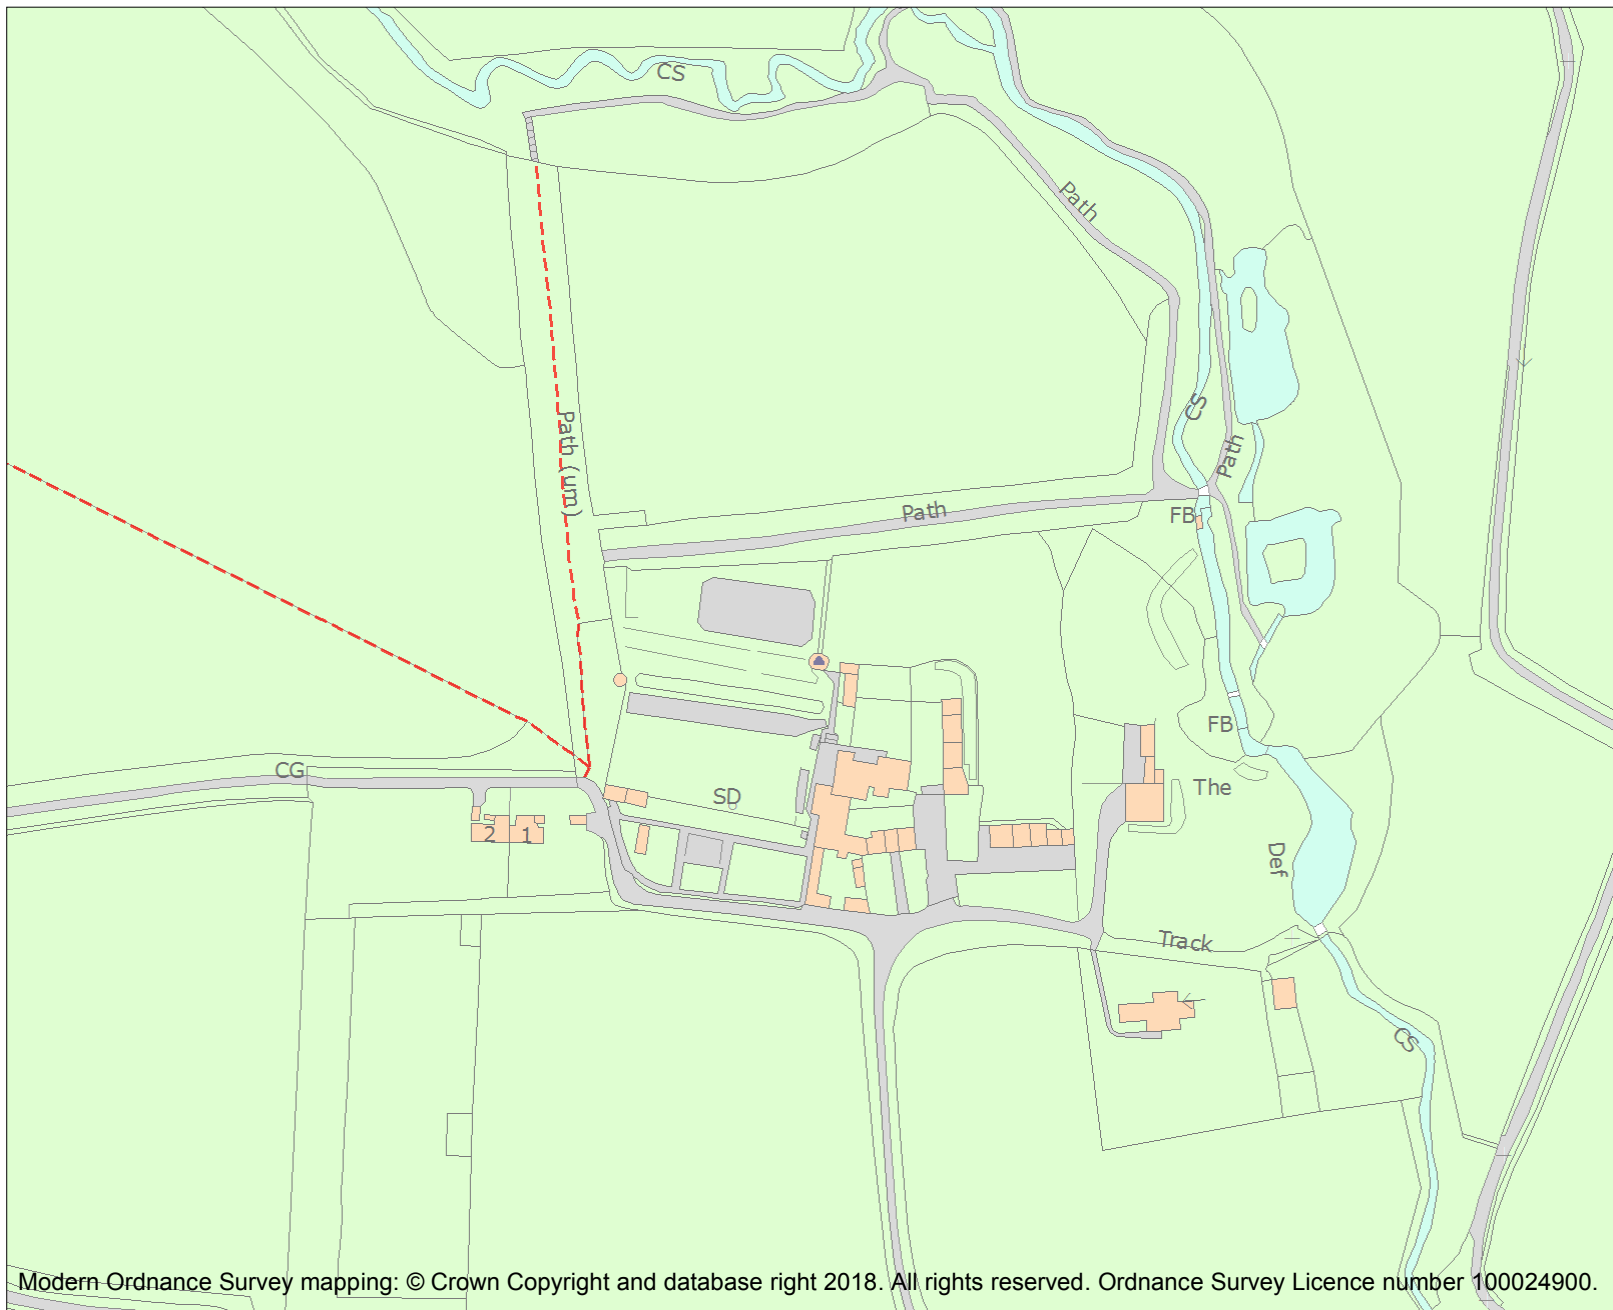 CS
Path
CS
Path
Path (um)
Path
FB
FB
CG
The
SD
2
1
Def
Track
CS
Modern Ordnance Survey mapping: © Crown Copyright and database right 2018. All rights reserved. Ordnance Survey Licence number 100024900.